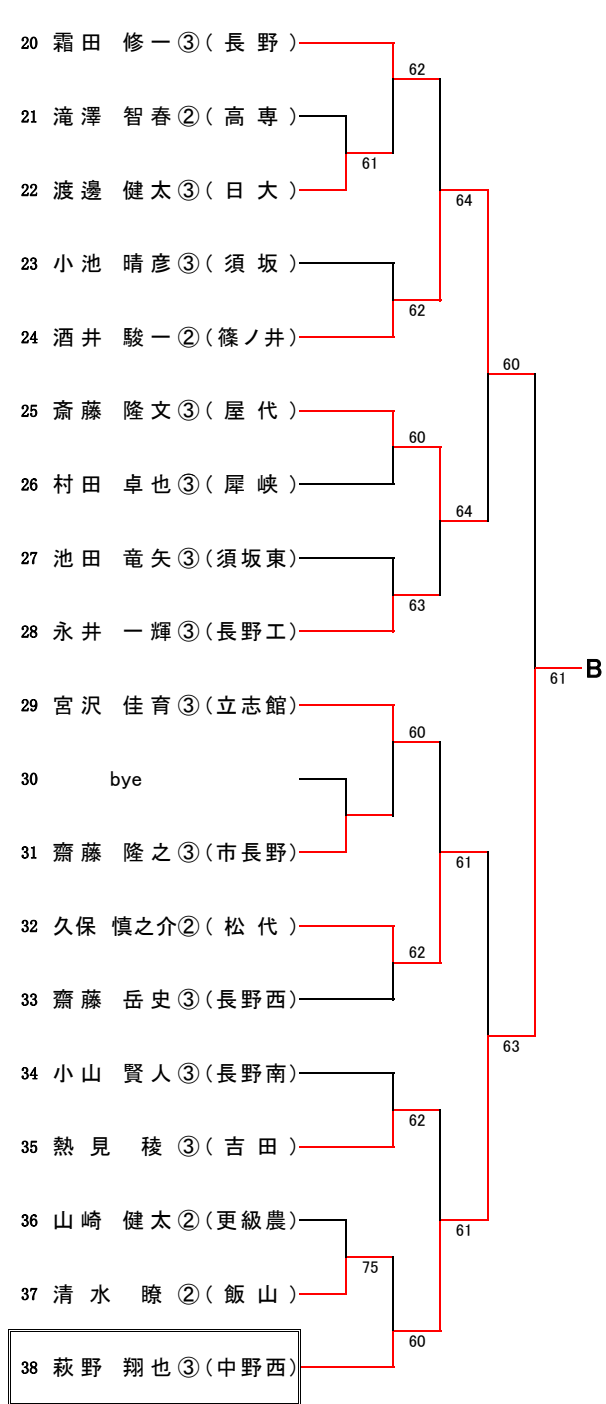 20 霜田 修一③(長野)
62
21 滝澤 智春②(高専)
61
22 渡邊 健太③(日大)
64
23 小池 晴彦③(須坂)
62
24 酒井 駿一②(篠ノ井)
60
25 斎藤 隆文③(屋代)
60
26 村田 卓也③(犀峡)
64
27 池田 竜矢③(須坂東)
63
28 永井 一輝③(長野工)
61 B
29 宮沢 佳育③(立志館)
60
30 bye
31 齋藤 隆之③(市長野)
61
32 久保 慎之介②(松代)
62
33 齋藤 岳史③(長野西)
63
34 小山 賢人③(長野南)
62
35 熱見 稜③(吉田)
36 山崎 健太②(更級農)
61
75
37 清水 瞭②(飯山)
60
38 萩野 翔也③(中野西)